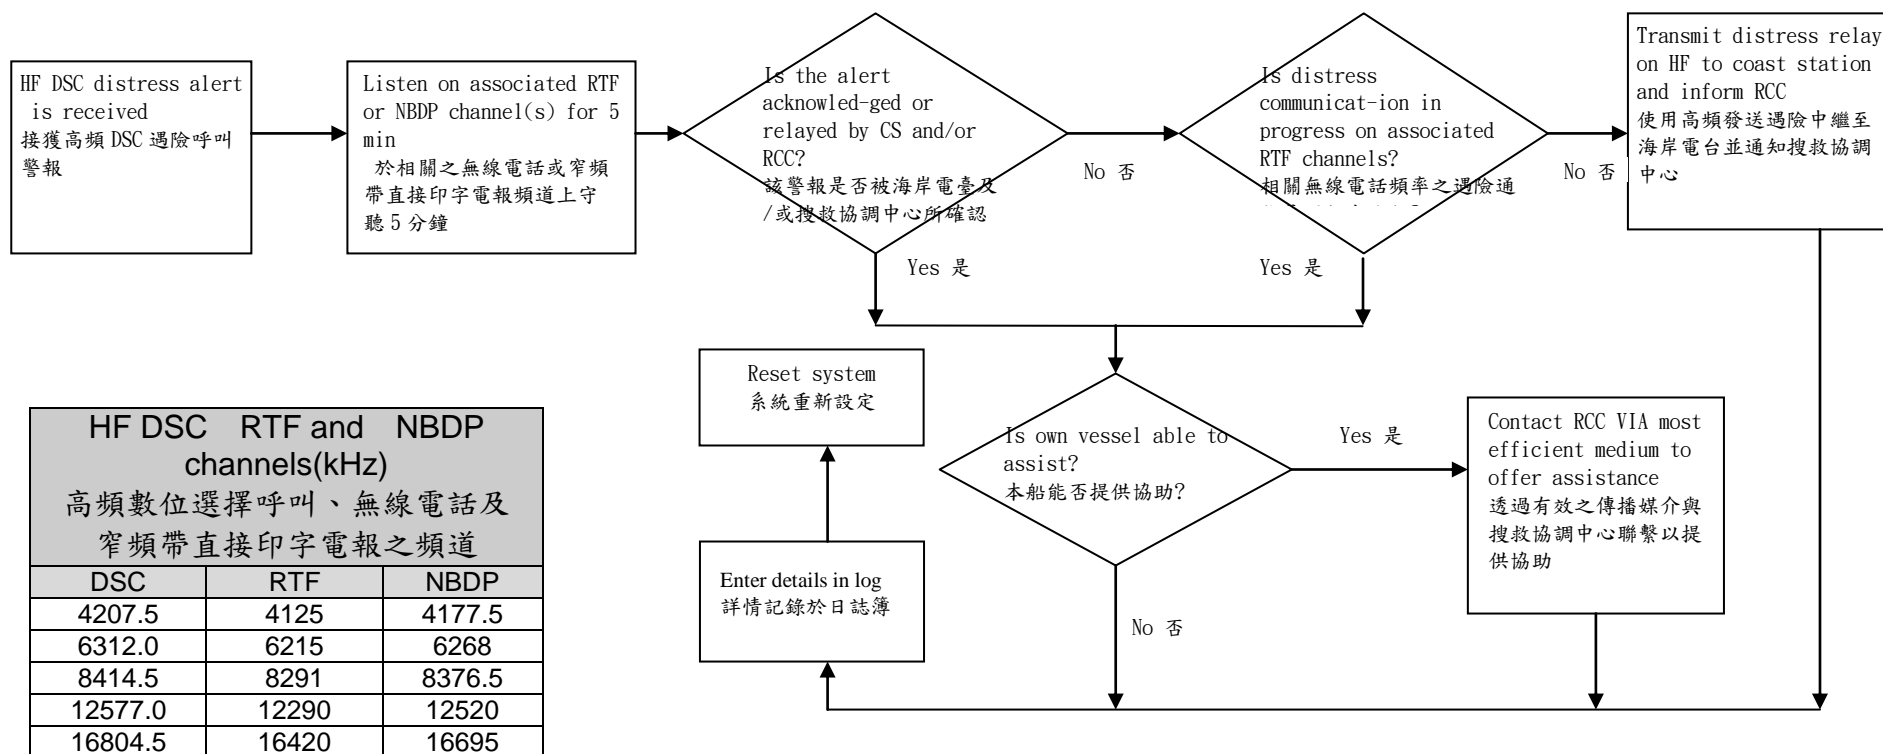 HF DSC distress alert
is received
接獲高頻 DSC 遇險呼叫
警報
Listen on associated RTF
or NBDP channel(s) for 5
min
於相關之無線電話或窄頻
帶直接印字電報頻道上守
聽 5 分鐘
Is the alert
acknowled-ged or
relayed by CS and/or
RCC?
該警報是否被海岸電臺及
/或搜救協調中心所確認
No 否
Yes 是
Is distress
communicat-ion in
progress on associated
RTF channels?
相關無線電話頻率之遇險通
No 否
Yes 是
Transmit distress relay
on HF to coast station
and inform RCC
使用高頻發送遇險中繼至
海岸電台並通知搜救協調
中心
Reset system
系統重新設定
Is own vessel able to
assist?
本船能否提供協助?
Yes 是
No 否
Contact RCC VIA most
efficient medium to
offer assistance
透過有效之傳播媒介與
搜救協調中心聯繫以提
供協助
Enter details in log
詳情記錄於日誌簿
HF DSC RTF and NBDP
channels(kHz)
高頻數位選擇呼叫、無線電話及
窄頻帶直接印字電報之頻道
DSC RTF NBDP
4207.5 4125 4177.5
6312.0 6215 6268
8414.5 8291 8376.5
12577.0 12290 12520
16804.5 16420 16695